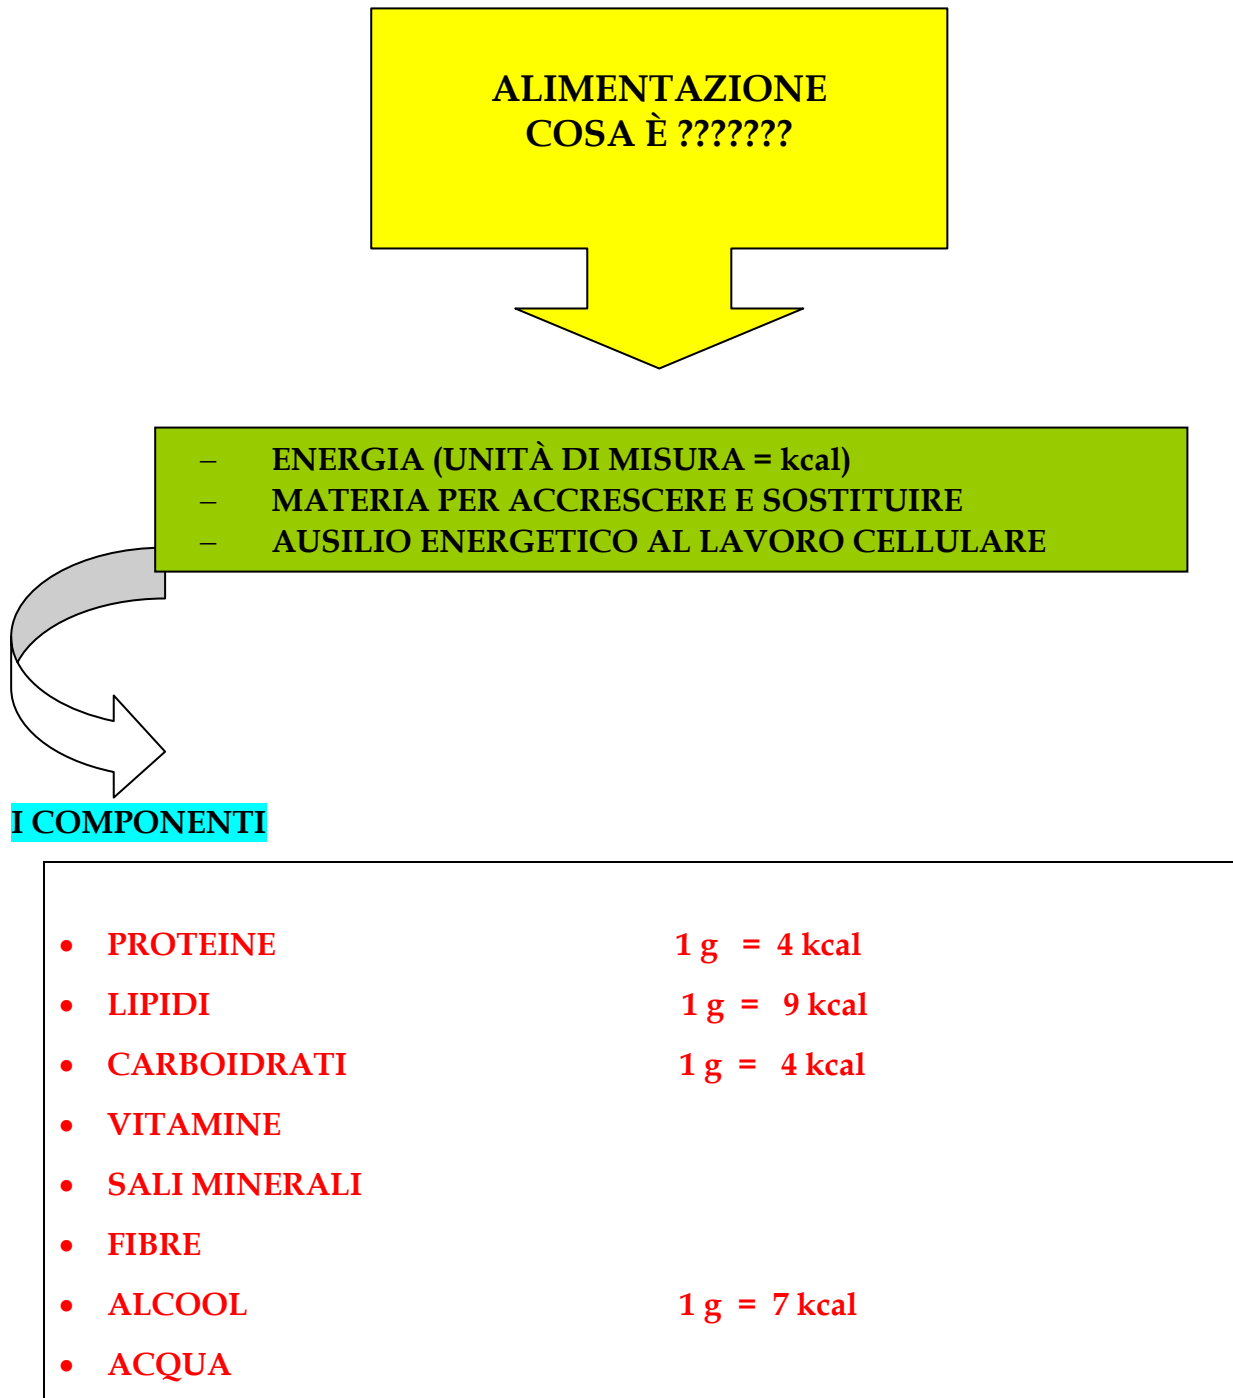 ALIMENTAZIONE
COSA È ???????
– ENERGIA (UNITÀ DI MISURA = kcal)
– MATERIA PER ACCRESCERE E SOSTITUIRE
– AUSILIO ENERGETICO AL LAVORO CELLULARE
I COMPONENTI
• PROTEINE 1 g = 4 kcal
• LIPIDI 1 g = 9 kcal
• CARBOIDRATI 1 g = 4 kcal
• VITAMINE
• SALI MINERALI
• FIBRE
• ALCOOL 1 g = 7 kcal
• ACQUA